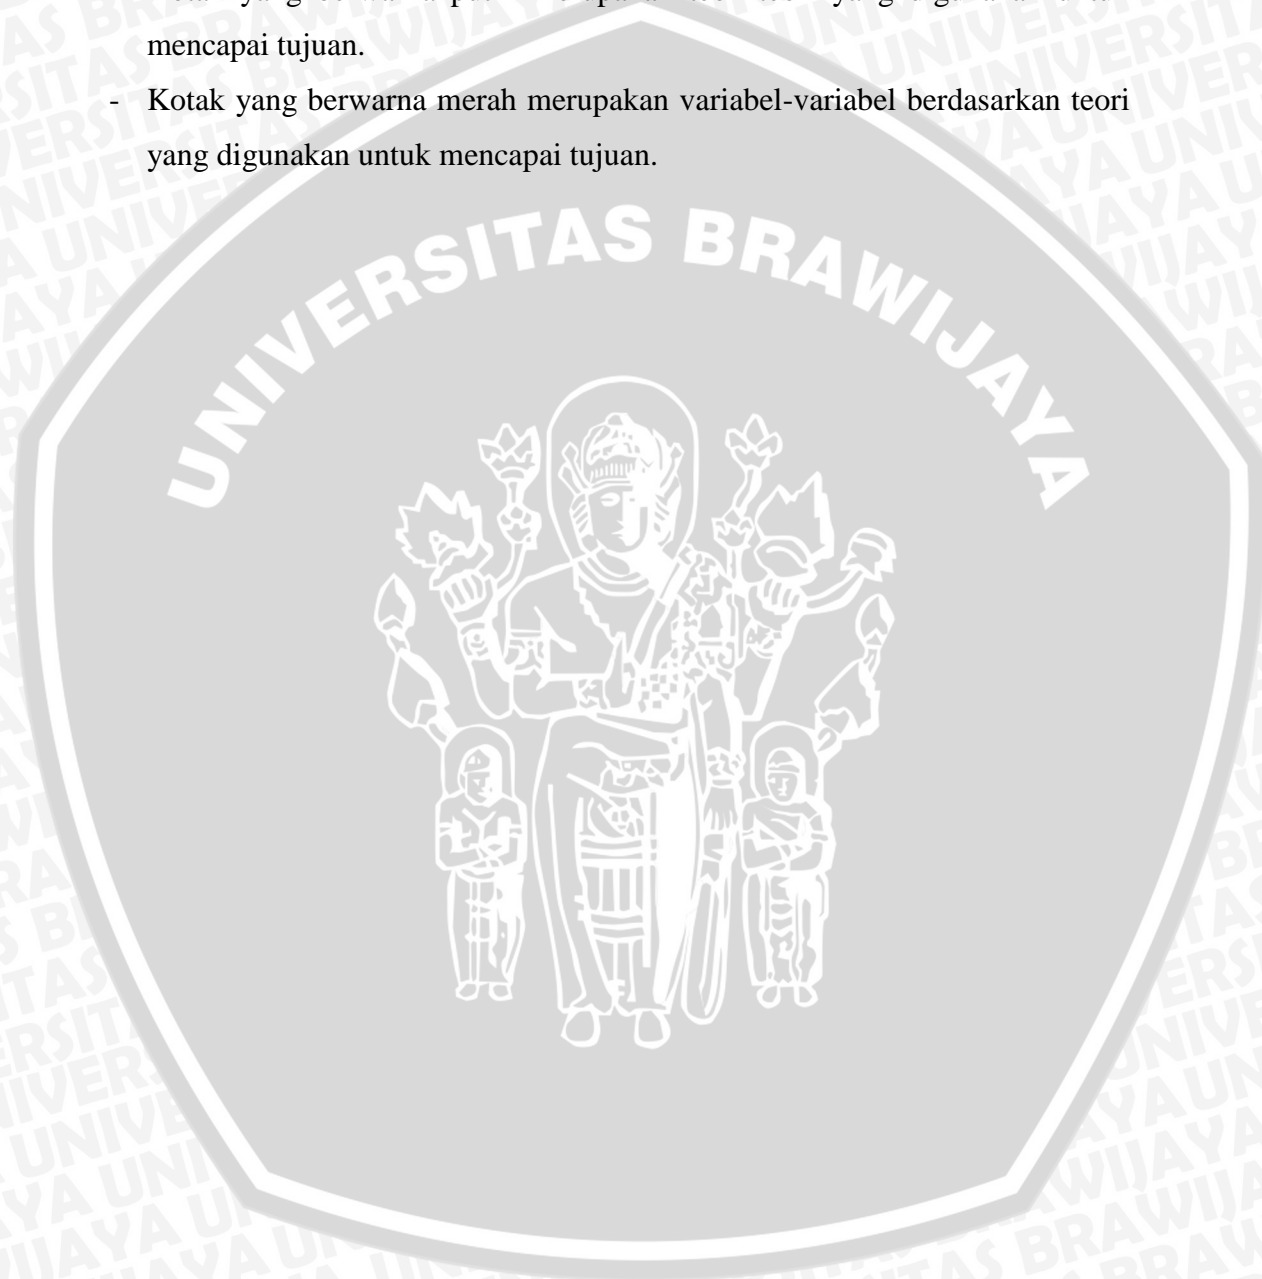 mencapai tujuan.
- Kotak yang berwarna merah merupakan variabel-variabel berdasarkan teori
yang digunakan untuk mencapai tujuan.
UNIVERSITAS BRAWIJAYA